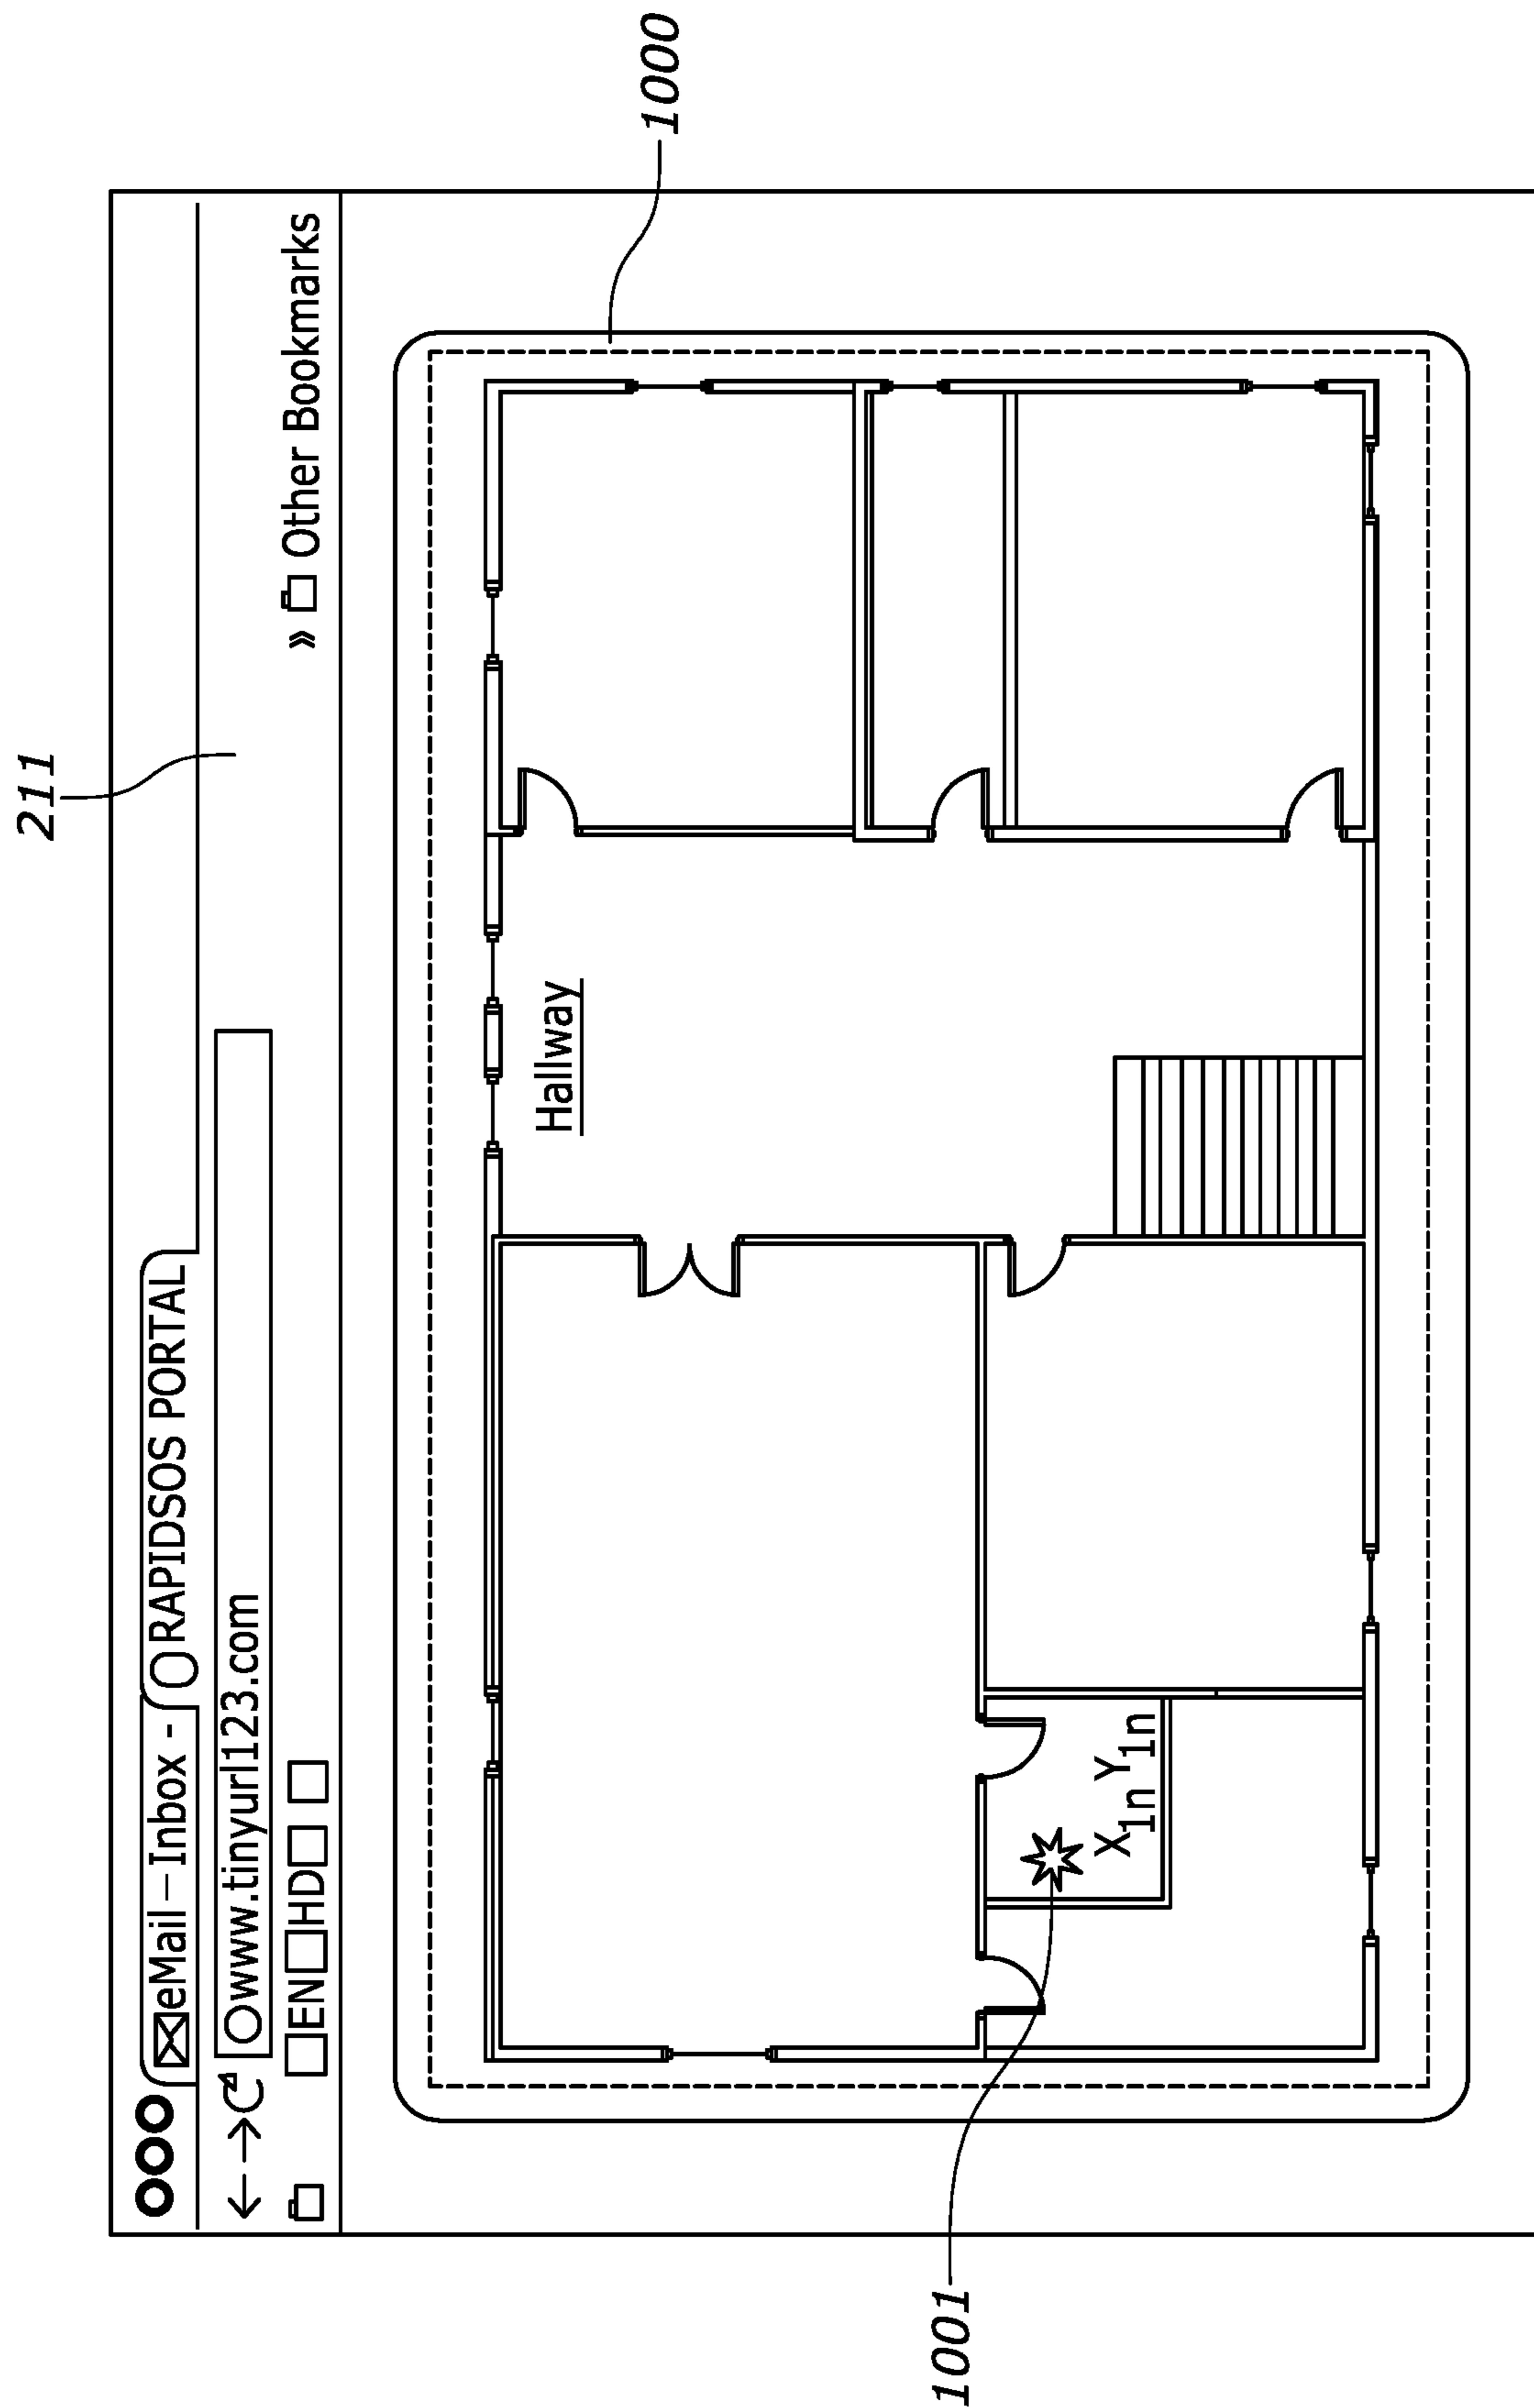 211
eMail – Inbox -
RAPIDSOS PORTAL
www.tinyurl123.com
EN HD
» Other Bookmarks
1000
Hallway
X1n Y1n
1001